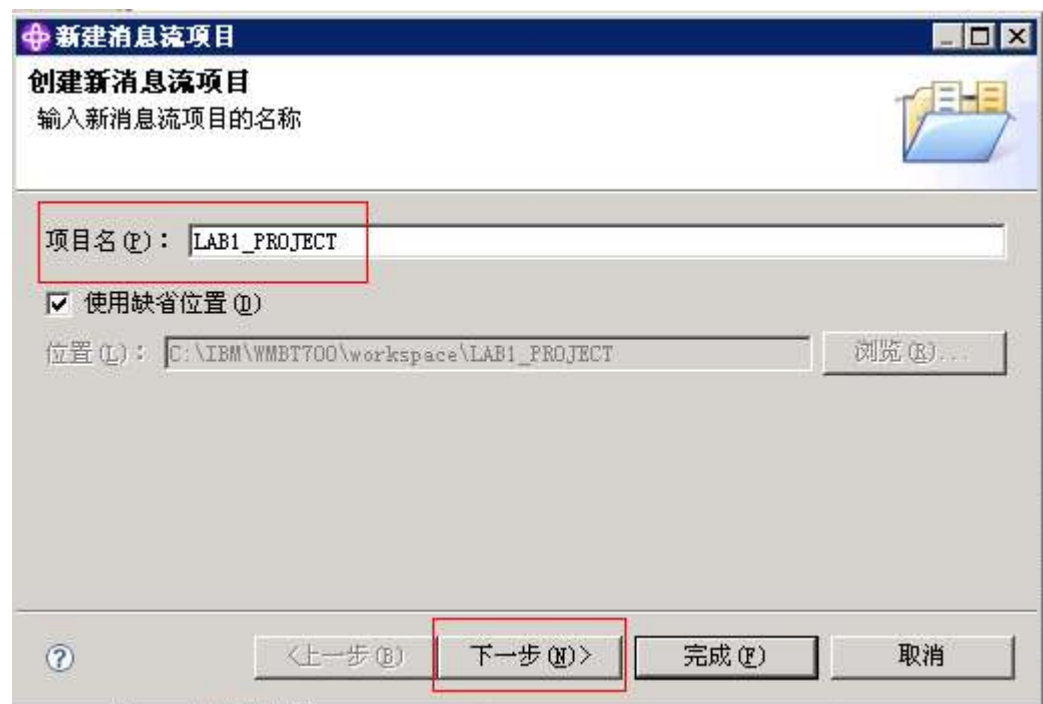 新建消息流项目
创建新消息流项目
输入新消息流项目的名称
项目名(P)： LAB1_PROJECT
使用缺省位置(D)
位置(L)： C:\IBM\WMBT700\workspace\LAB1_PROJECT 浏览(R)...
<上一步(B) 下一步(N)> 完成(F) 取消